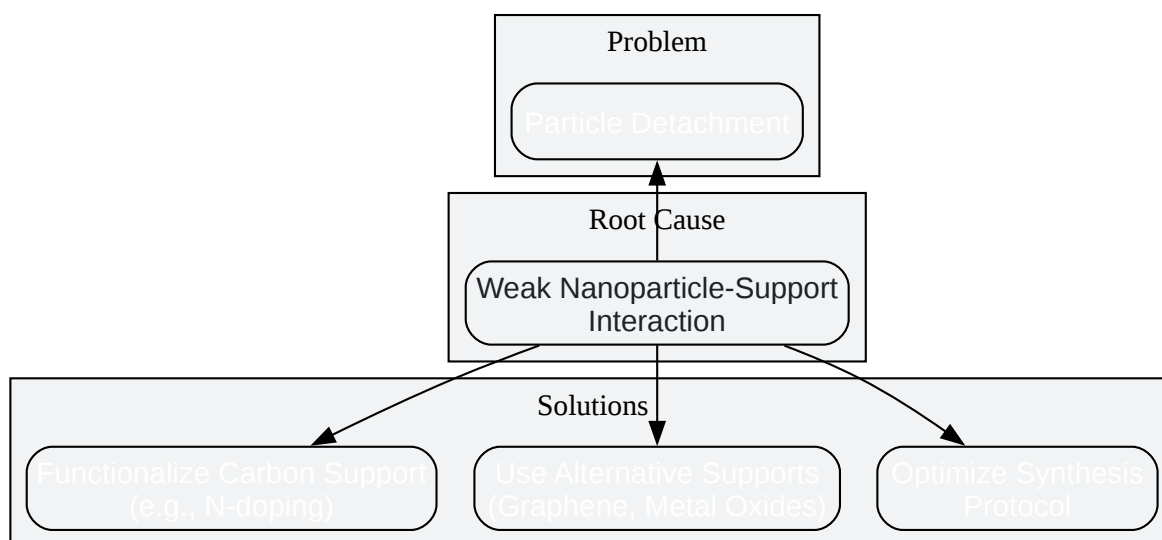 Problem
Particle Detachment
Root Cause
Weak Nanoparticle-Support
Interaction
Solutions
Functionalize Carbon Support
(e.g., N-doping)
Use Alternative Supports
(Graphene, Metal Oxides)
Optimize Synthesis
Protocol